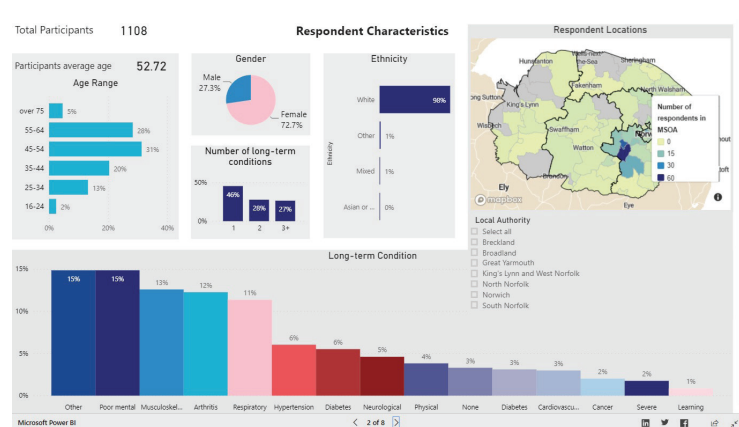 Total Participants 1108
Respondent Characteristics
Participants average age 52.72
Age Range
over 75 5%
55-64 28%
45-54 31%
35-44 20%
25-34 13%
16-24 2%
0% 20% 40%
Gender
Male
27.3%
Female
72.7%
Number of long-term
conditions
50%
0%
46% 28% 27%
1 2 3+
Ethnicity
Ethnicity
White 98%
Other 1%
Mixed 1%
Asian or ... 0%
Respondent Locations
Wells-next-
the-Sea
Hunstanton
Sheringham
Fakenham
North Walsham
King's Lynn
Swaffham
Watton
Brandon
Ely
Eye
mapbox
Number of
respondents in
MSOA
0
15
30
60
Local Authority
Select all
Breckland
Broadland
Great Yarmouth
King's Lynn and West Norfolk
North Norfolk
Norwich
South Norfolk
Long-term Condition
15%
10%
5%
0%
15% 15% 13% 12% 11% 6% 6% 5% 4% 3% 3% 3% 2% 2% 1%
Other Poor mental Musculoskel... Arthritis Respiratory Hypertension Diabetes Neurological Physical None Diabetes Cardiovascu... Cancer Severe Learning
Microsoft Power BI
2 of 8